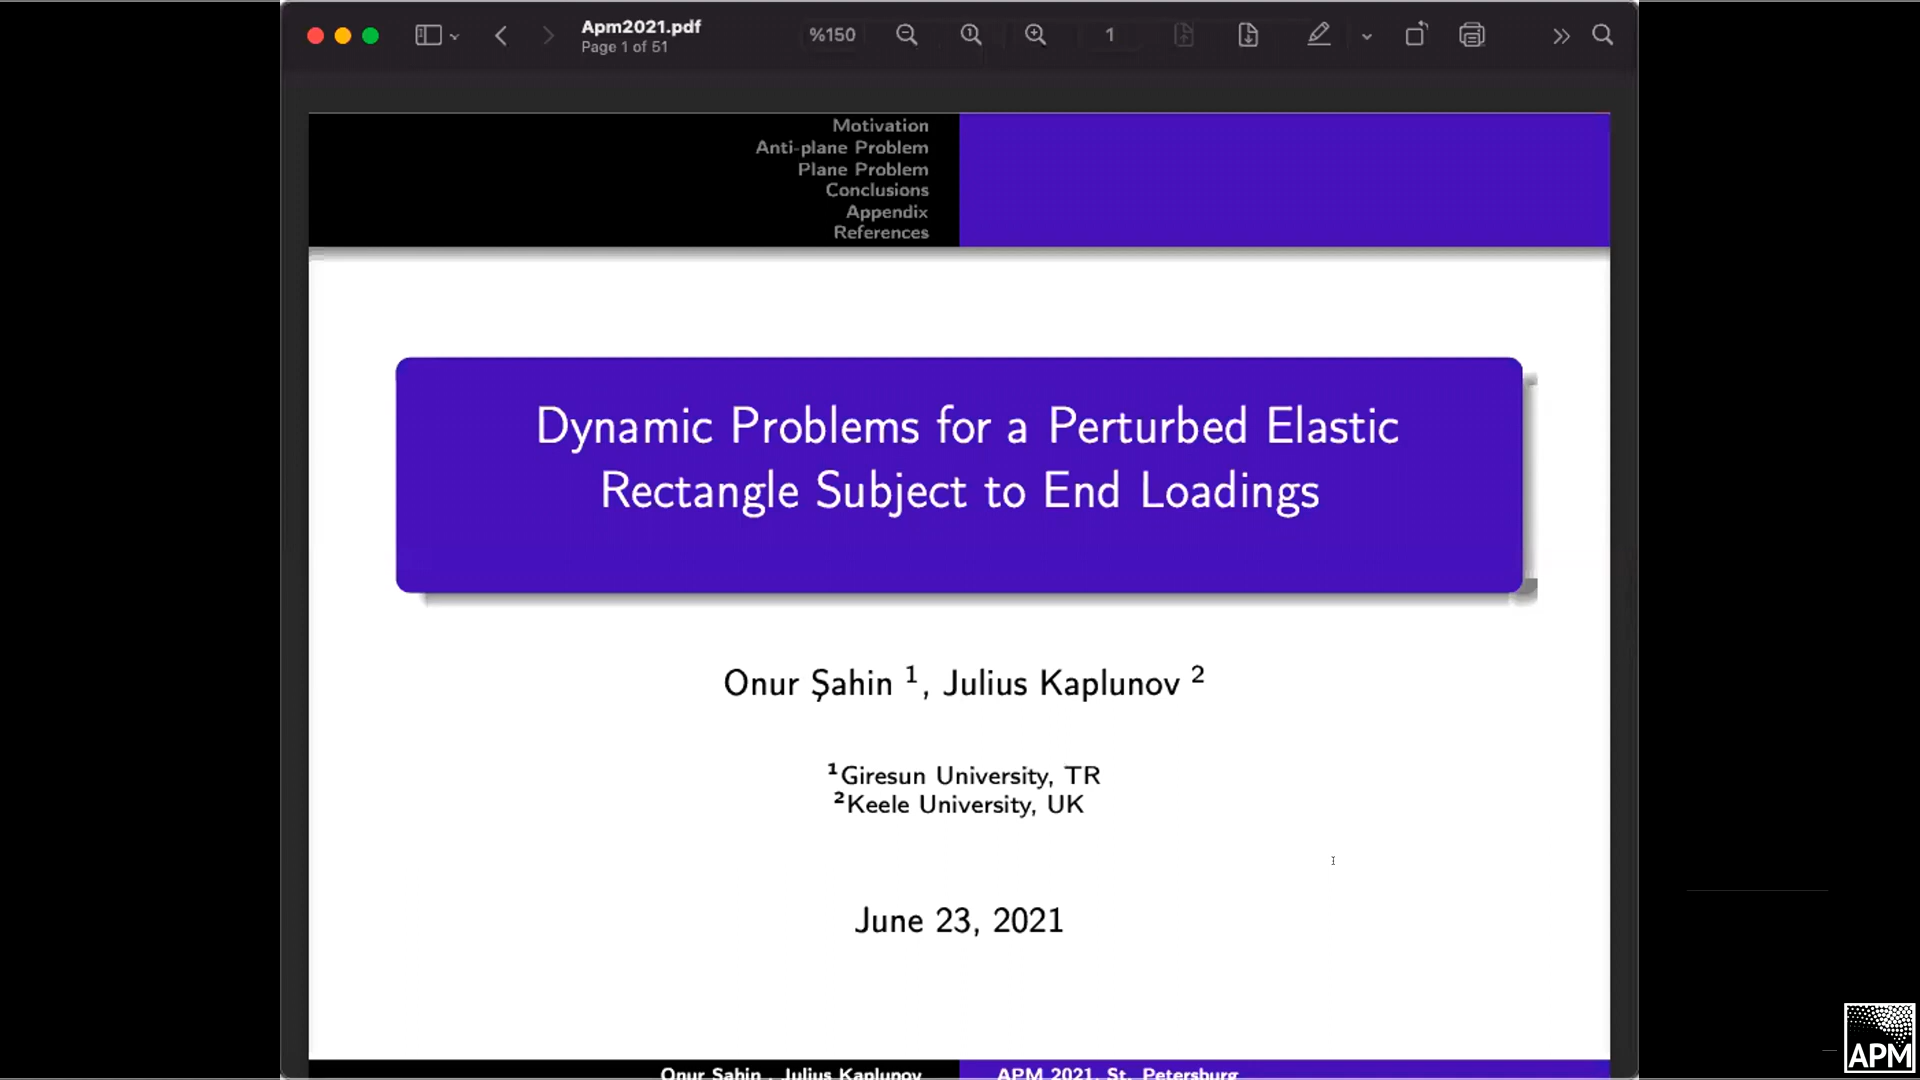 Apm2021.pdf
Page 1 of 51
%150
1
Motivation
Anti-plane Problem
Plane Problem
Conclusions
Appendix
References
Dynamic Problems for a Perturbed Elastic
Rectangle Subject to End Loadings
Onur Şahin ¹, Julius Kaplunov ²
¹Giresun University, TR
²Keele University, UK
June 23, 2021
Onur Şahin , Julius Kaplunov
APM 2021, St. Petersburg
APM